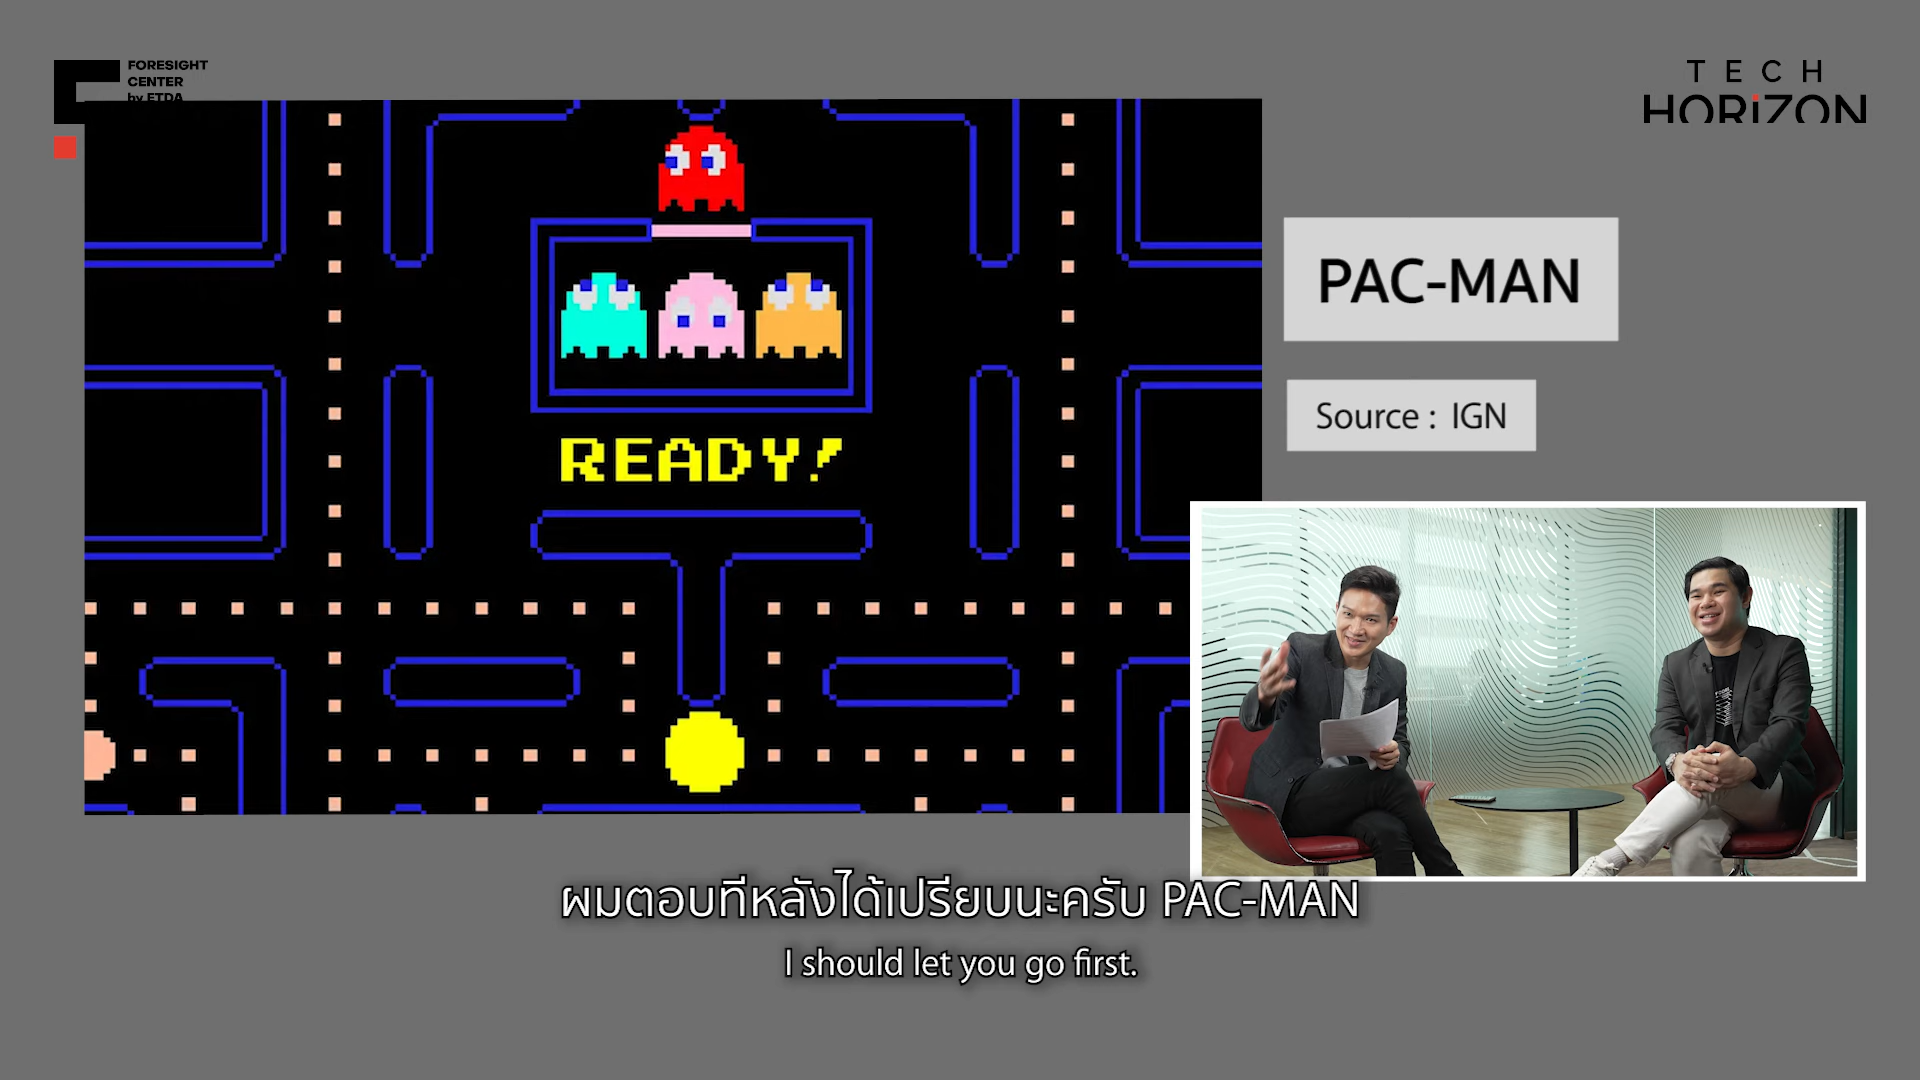 FORESIGHT
CENTER
by ETDA
TECH
HORiZON
READY!
PAC-MAN
Source : IGN
ผมตอบทีหลังได้เปรียบนะครับ PAC-MAN
I should let you go first.